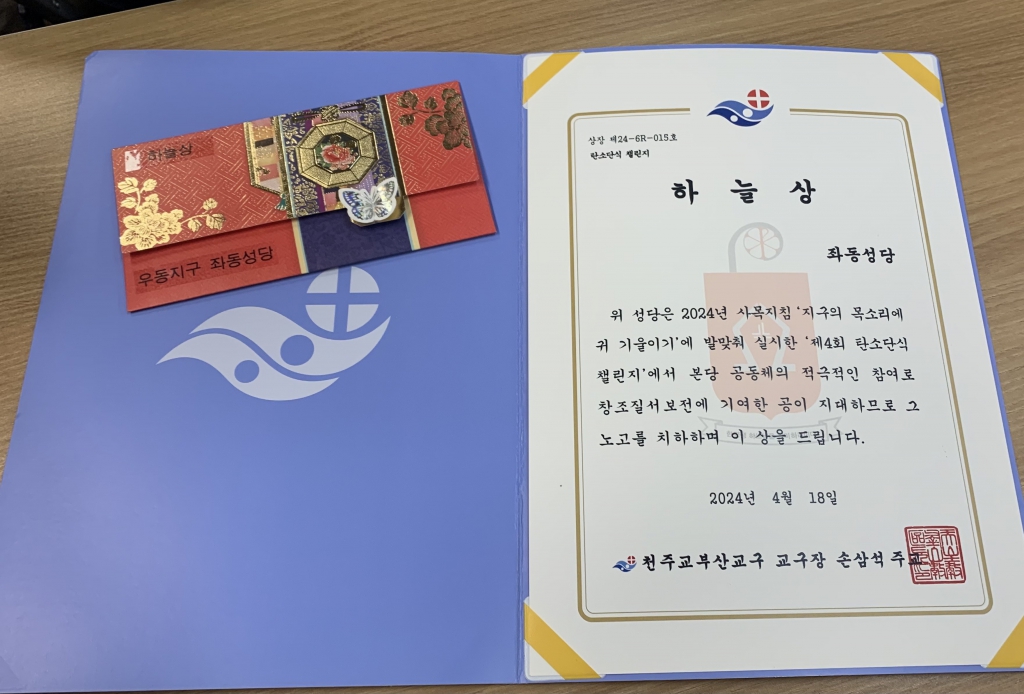 하늘상
우동지구 좌동성당
상장 제24-6R-015호
탄소단식 챌린지
하 늘 상
좌동성당
위 성당은 2024년 사목지침 '지구의 목소리에
귀 기울이기'에 발맞춰 실시한 '제4회 탄소단식
챌린지'에서 본당 공동체의 적극적인 참여로
창조질서보전에 기여한 공이 지대하므로 그
노고를 치하하며 이 상을 드립니다.
2024년 4월 18일
천주교부산교구 교구장 손삼석 주교